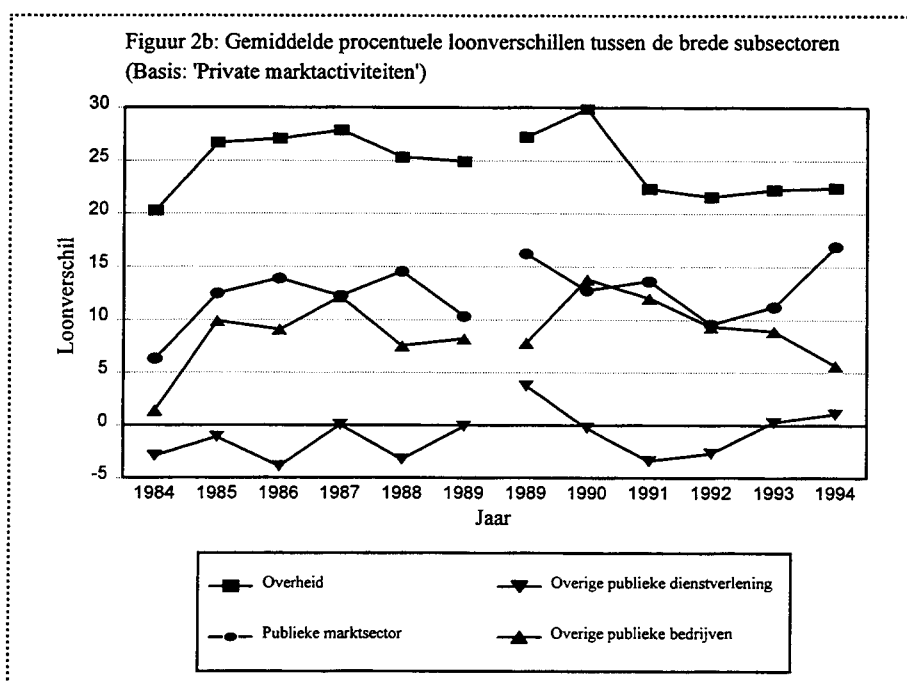 Figuur 2b: Gemiddelde procentuele loonverschillen tussen de brede subsectoren
(Basis: 'Private marktactiviteiten')
30
25
20
15
10
5
0
-5
Loonverschil
1984 1985 1986 1987 1988 1989 1989 1990 1991 1992 1993 1994
Jaar
Overheid
Overige publieke dienstverlening
Publieke marktsector
Overige publieke bedrijven